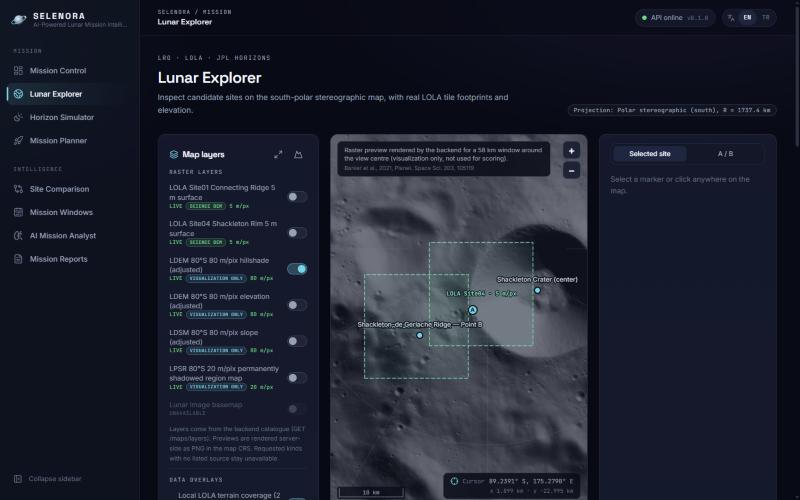 SELENORA
AI-Powered Lunar Mission Intelli...
MISSION
Mission Control
Lunar Explorer
Horizon Simulator
Mission Planner
INTELLIGENCE
Site Comparison
Mission Windows
AI Mission Analyst
Mission Reports
Collapse sidebar
SELENORA / MISSION
Lunar Explorer
API online v0.1.0
EN TR
LRO · LOLA · JPL HORIZONS
Lunar Explorer
Inspect candidate sites on the south-polar stereographic map, with real LOLA tile footprints and
elevation.
Projection: Polar stereographic (south), R = 1737.4 km
Map layers
RASTER LAYERS
LOLA Site01 Connecting Ridge 5
m surface
LIVE SCIENCE DEM 5 m/px
LOLA Site04 Shackleton Rim 5 m
surface
LIVE SCIENCE DEM 5 m/px
LDEM 80°S 80 m/pix hillshade
(adjusted)
LIVE VISUALIZATION ONLY 80 m/px
LDEM 80°S 80 m/pix elevation
(adjusted)
LIVE VISUALIZATION ONLY 80 m/px
LDSM 80°S 80 m/pix slope
(adjusted)
LIVE VISUALIZATION ONLY 80 m/px
LPSR 80°S 20 m/pix permanently
shadowed region map
LIVE VISUALIZATION ONLY 20 m/px
Lunar image basemap
UNAVAILABLE
Layers come from the backend catalogue (GET
/maps/layers). Previews are rendered server-
side as PNG in the map CRS. Requested kinds
with no listed source stay unavailable.
DATA OVERLAYS
Local LOLA terrain coverage (2
Raster preview rendered by the backend for a 58 km window around
the view centre (visualization only, not used for scoring).
Barker et al., 2021, Planet. Space Sci. 203, 105119
+
−
Shackleton Crater (center)
LOLA Site04 · 5 m/px
A
Shackleton-de Gerlache Ridge — Point B
18 km
Cursor 89.2391° S, 175.2798° E
x 1.899 km · y -22.995 km
Selected site
A / B
Select a marker or click anywhere on the
map.